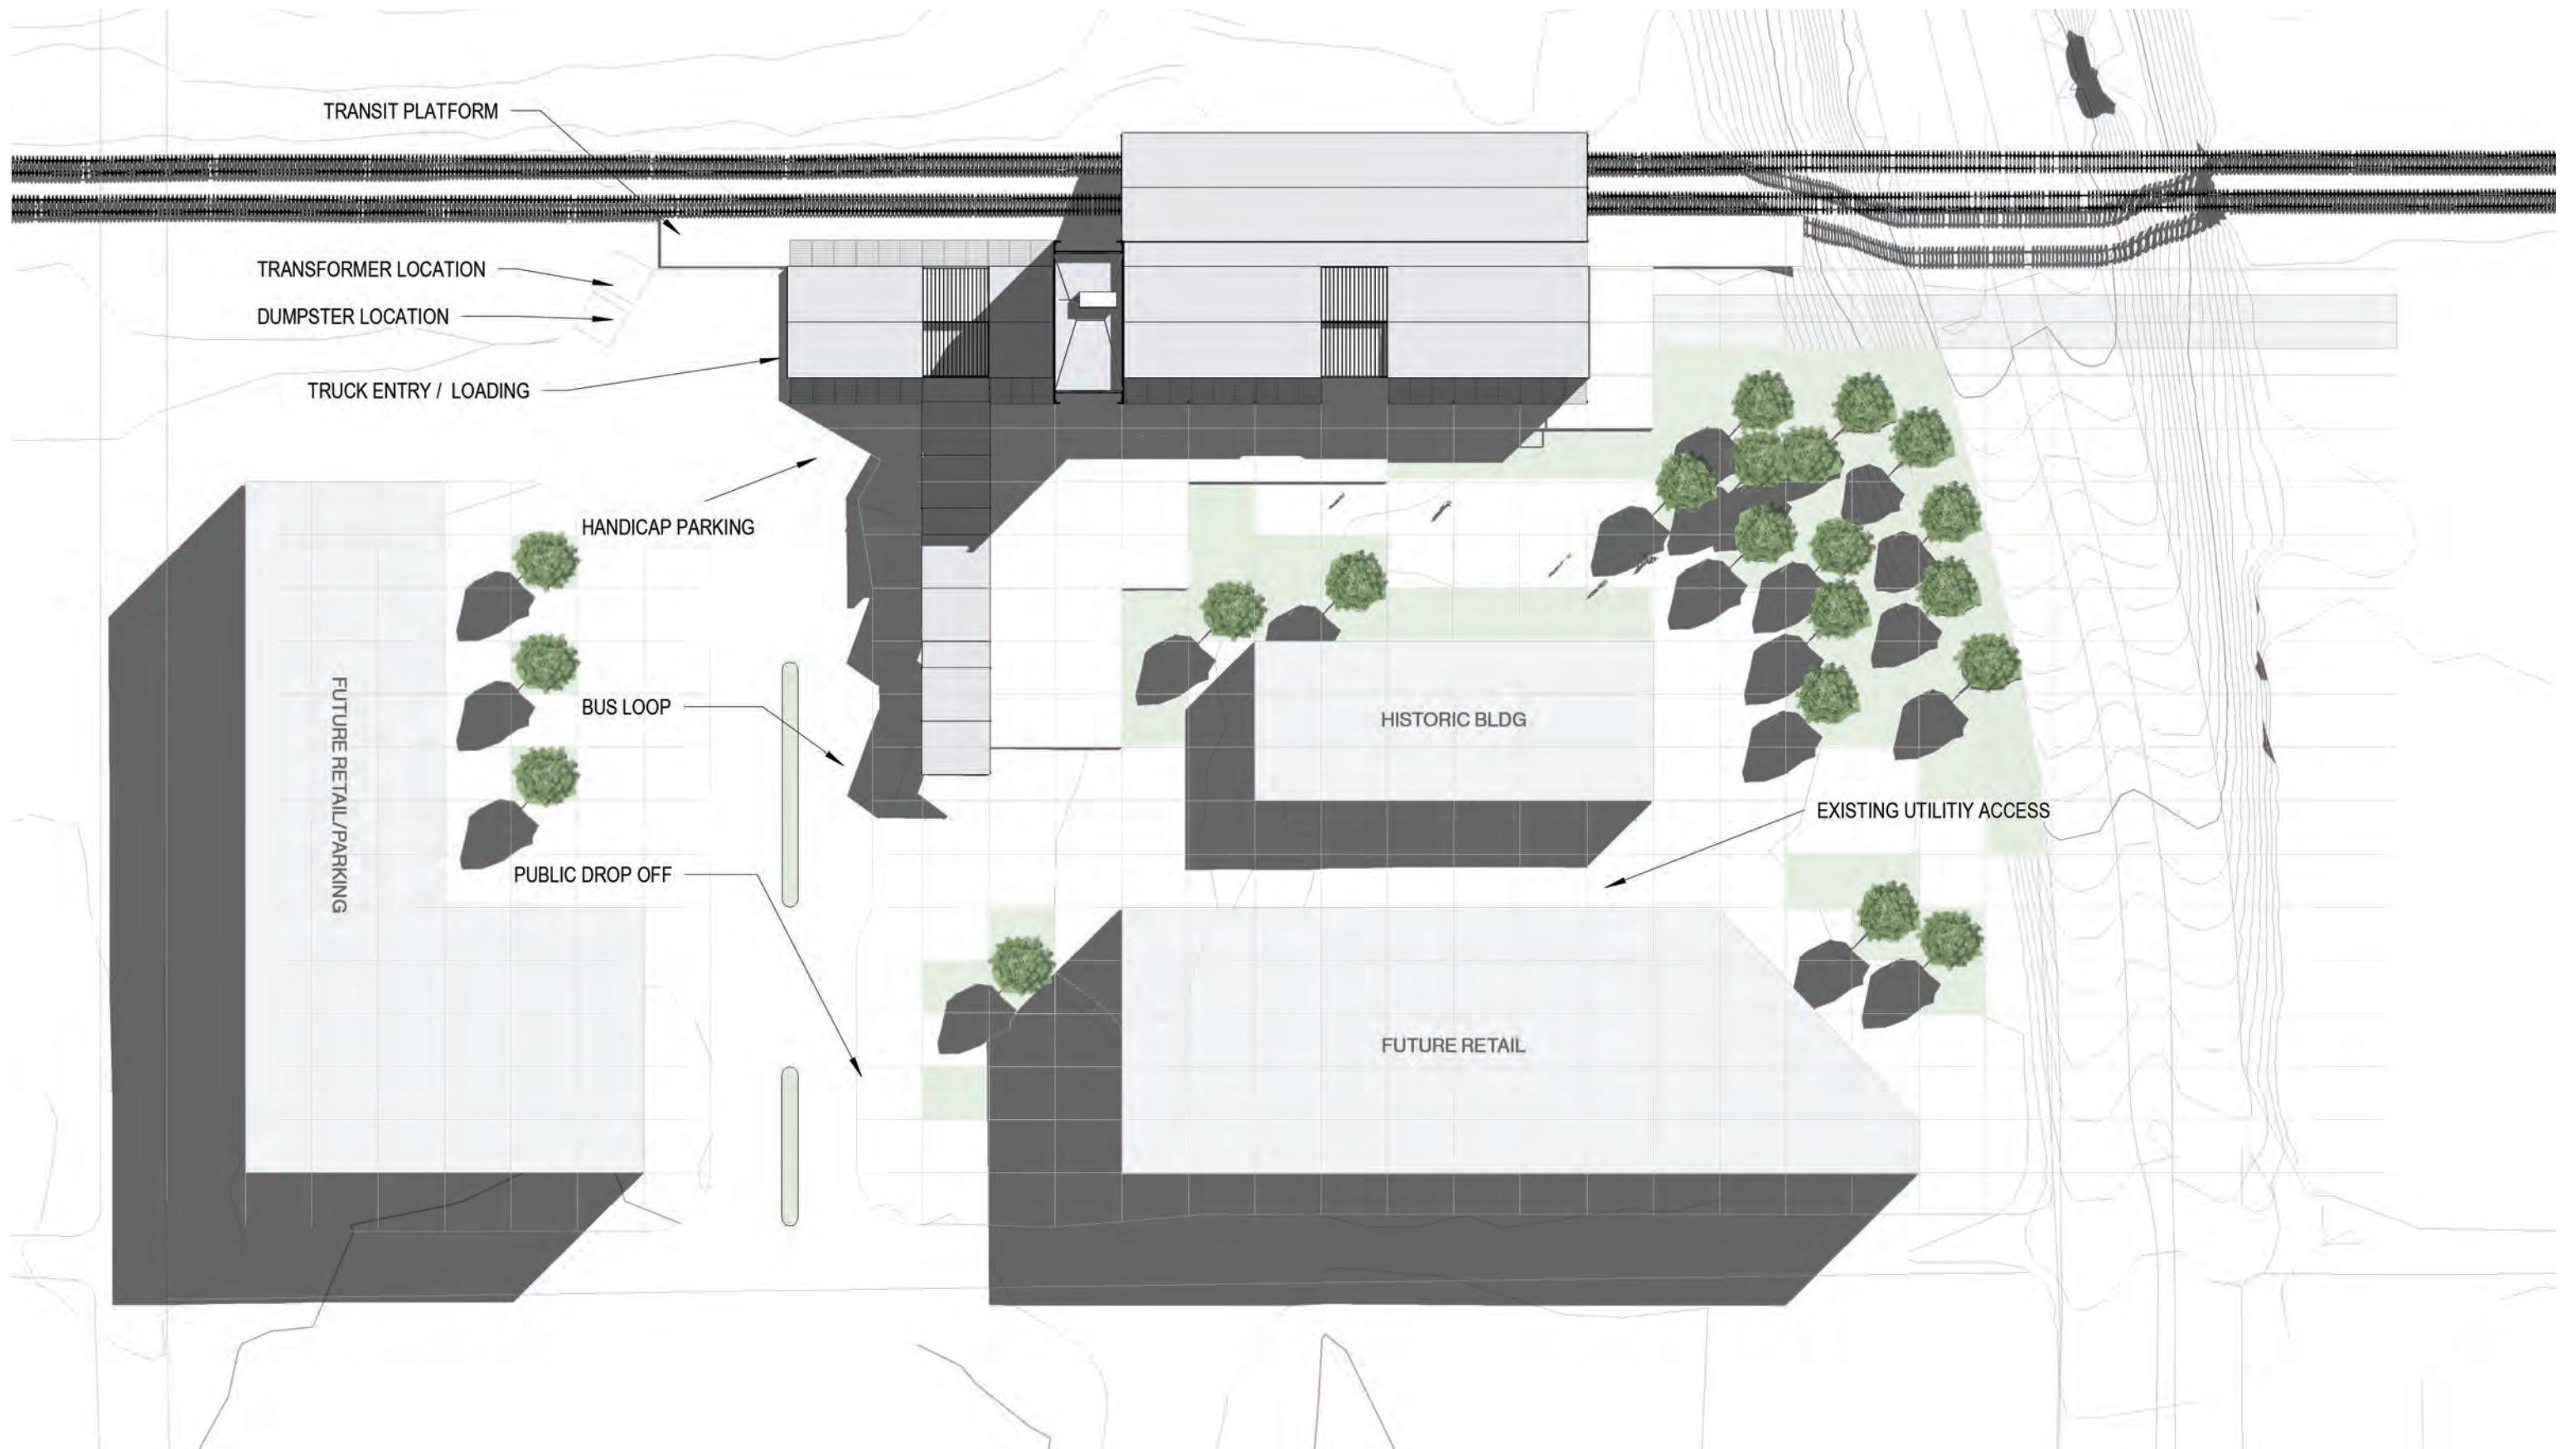 TRANSIT PLATFORM
TRANSFORMER LOCATION
DUMPSTER LOCATION
TRUCK ENTRY / LOADING
HANDICAP PARKING
FUTURE RETAIL/PARKING
BUS LOOP
HISTORIC BLDG
EXISTING UTILITIY ACCESS
PUBLIC DROP OFF
FUTURE RETAIL